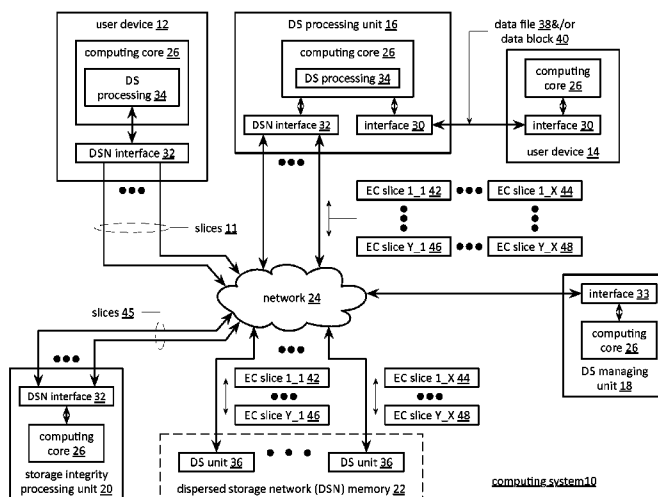 user device 12
computing core 26
DS
processing 34
DSN interface 32
slices 11
DS processing unit 16
computing core 26
DS processing 34
DSN interface 32
interface 30
data file 38&/or
data block 40
computing
core 26
interface 30
user device 14
EC slice 1_1 42
EC slice 1_X 44
EC slice Y_1 46
EC slice Y_X 48
network 24
interface 33
computing
core 26
DS managing
unit 18
slices 45
DSN interface 32
computing
core 26
storage integrity
processing unit 20
EC slice 1_1 42
EC slice Y_1 46
EC slice 1_X 44
EC slice Y_X 48
DS unit 36
DS unit 36
dispersed storage network (DSN) memory 22
computing system10